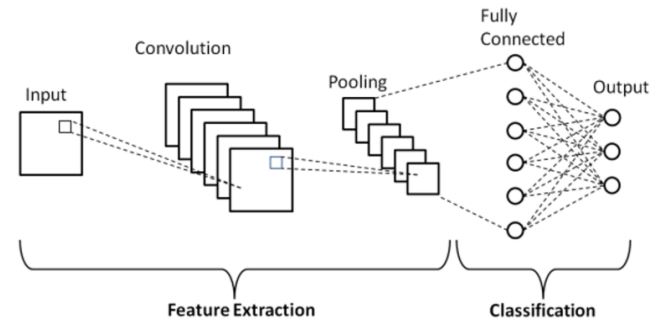 Input
Convolution
Pooling
Fully
Connected
Output
Feature Extraction
Classification